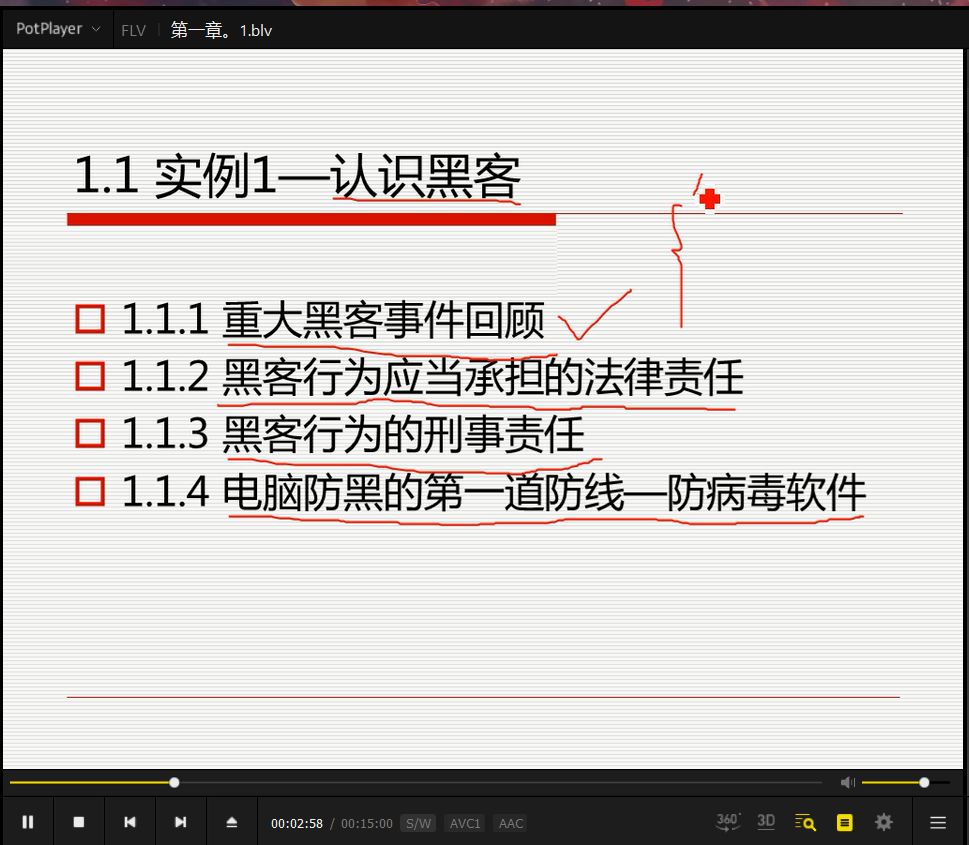 PotPlayer FLV 第一章。1.blv
1.1 实例1—认识黑客
1.1.1 重大黑客事件回顾
1.1.2 黑客行为应当承担的法律责任
1.1.3 黑客行为的刑事责任
1.1.4 电脑防黑的第一道防线—防病毒软件
00:02:58 / 00:15:00 S/W AVC1 AAC 360° 3D